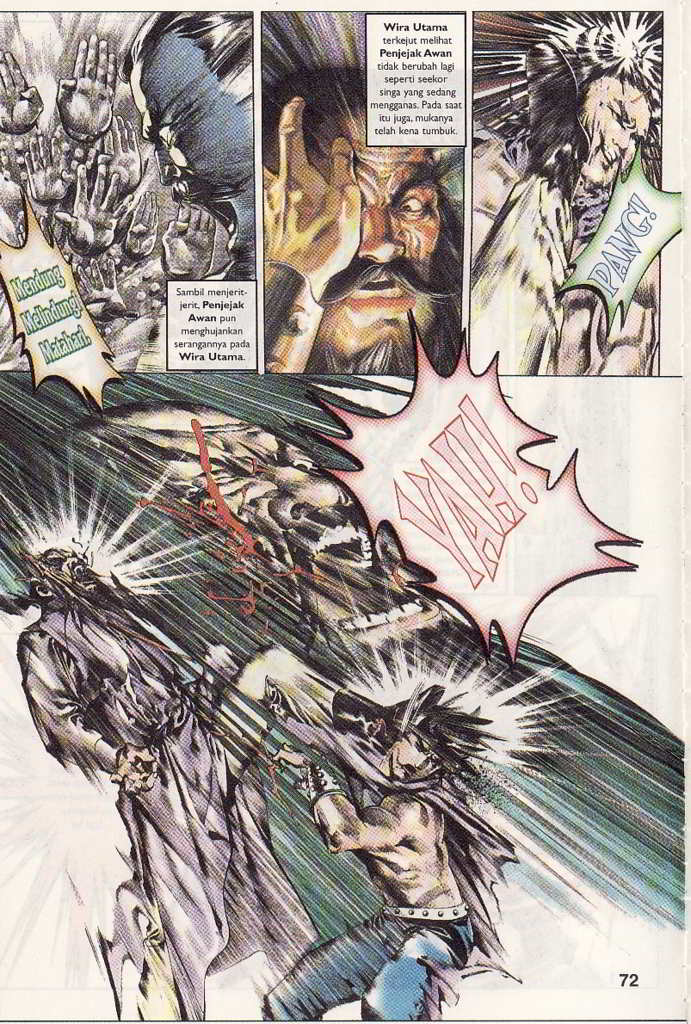 Mendung
Melindungi
Matahari.
Sambil menjerit-
jerit, Penjejak
Awan pun
menghujankan
serangannya pada
Wira Utama.
Wira Utama
terkejut melihat
Penjejak Awan
tidak berubah lagi
seperti seekor
singa yang sedang
mengganas. Pada saat
itu juga, mukanya
telah kena tumbuk.
PANG!
YAH!
72